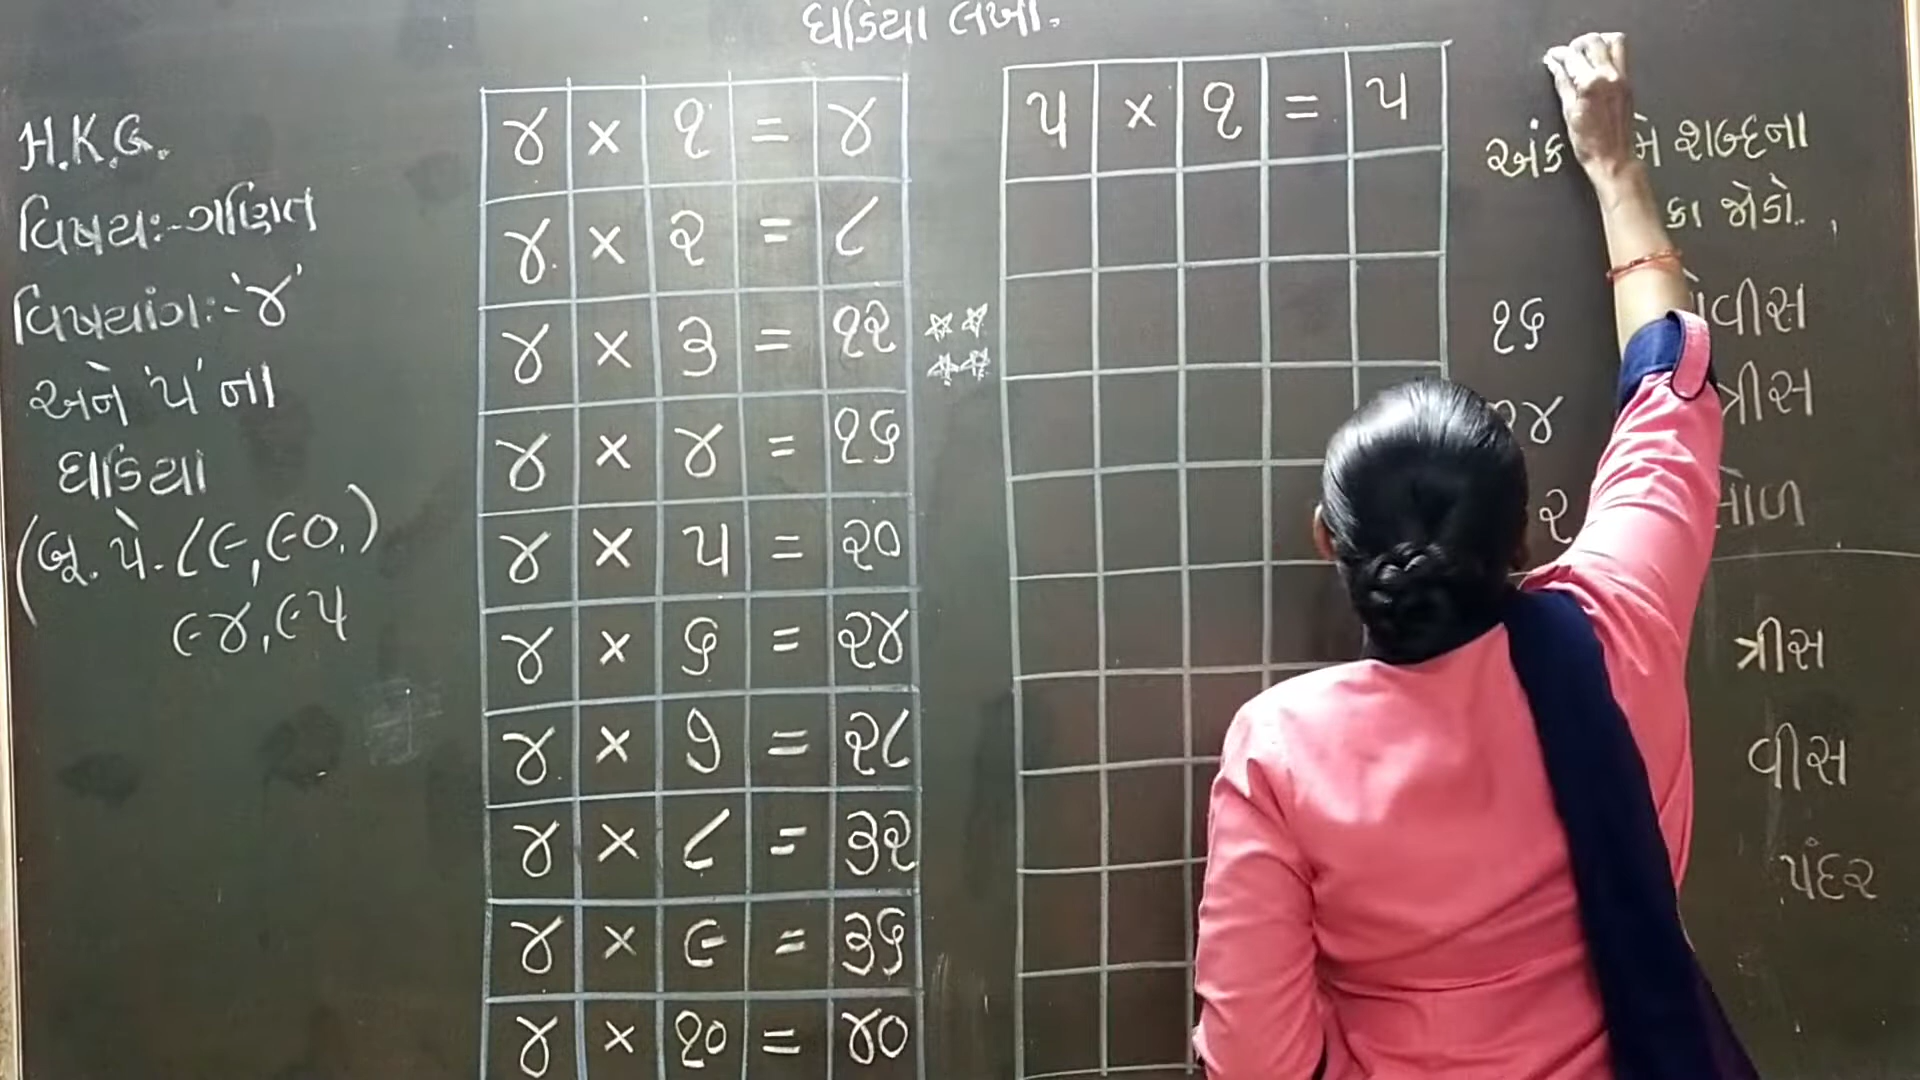 ઘડિયા લખો.
H.K.G.
વિષયઃ-ગણિત
વિષયાંગઃ-'૪'
અને 'પ' ના
ઘડિયા
(બૂ. પે. ૮૯,૯૦.)
૯૪,૯૫
૪ × ૧ = ૪
૪ × ૨ = ૮
૪ × ૩ = ૧૨
૪ × ૪ = ૧૬
૪ × ૫ = ૨૦
૪ × ૬ = ૨૪
૪ × ૭ = ૨૮
૪ × ૮ = ૩૨
૪ × ૯ = ૩૬
૪ × ૧૦ = ૪૦
૫ × ૧ = ૫
અંક શબ્દના
જોડો.
૧૬
ત્રીસ
વીસ
પંદર